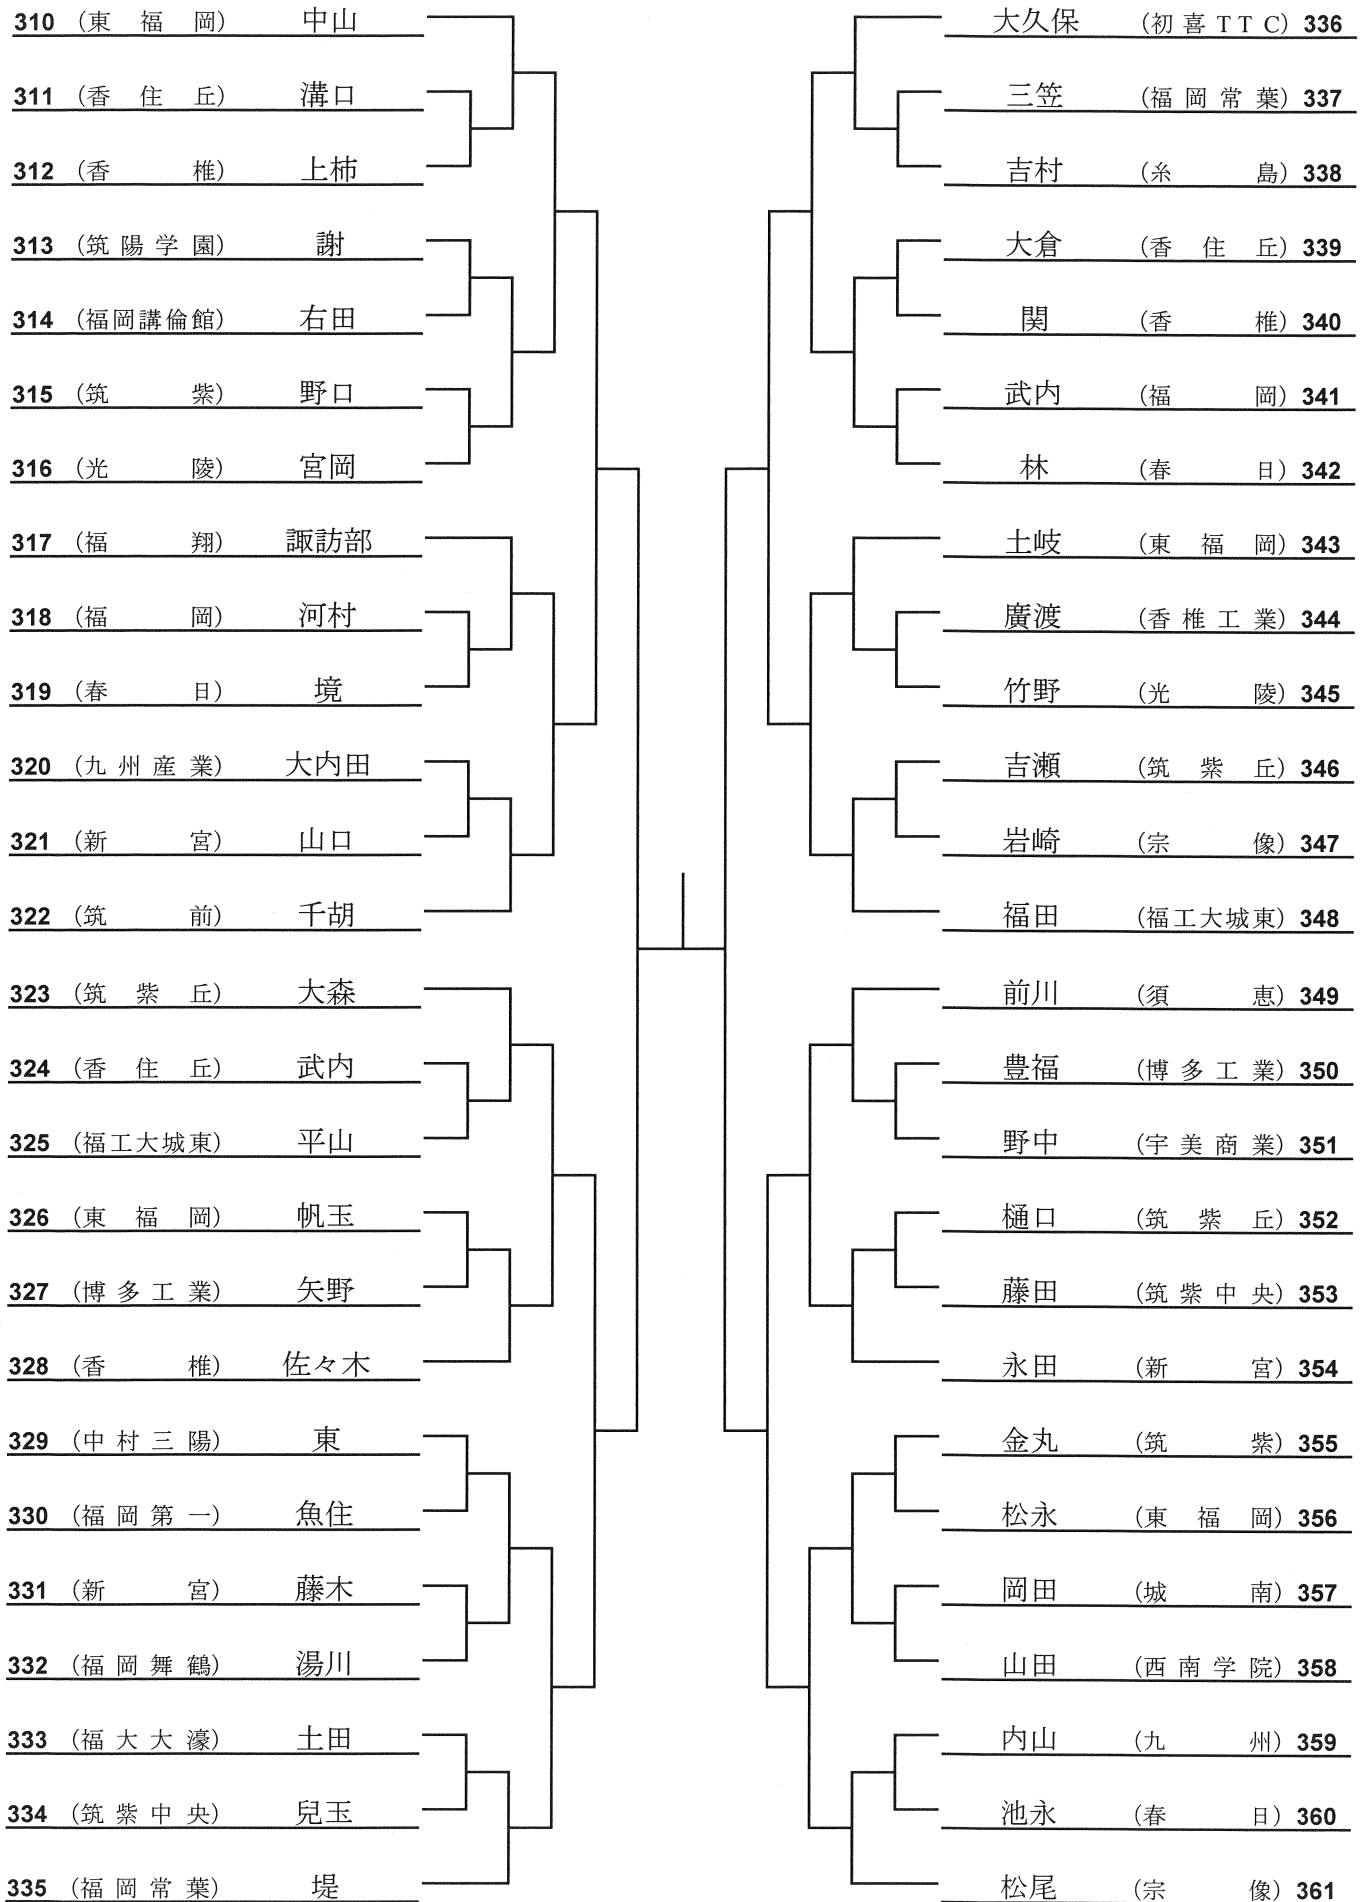 310 （東福岡） 中山
311 （香住丘） 溝口
312 （香椎） 上柿
313 （筑陽学園） 謝
314 （福岡講倫館） 右田
315 （筑紫） 野口
316 （光陵） 宮岡
317 （福翔） 諏訪部
318 （福岡） 河村
319 （春日） 境
320 （九州産業） 大内田
321 （新宮） 山口
322 （筑前） 千胡
323 （筑紫丘） 大森
324 （香住丘） 武内
325 （福工大城東） 平山
326 （東福岡） 帆玉
327 （博多工業） 矢野
328 （香椎） 佐々木
329 （中村三陽） 東
330 （福岡第一） 魚住
331 （新宮） 藤木
332 （福岡舞鶴） 湯川
333 （福大大濠） 土田
334 （筑紫中央） 兒玉
335 （福岡常葉） 堤
大久保 （初喜TTC） 336
三笠 （福岡常葉） 337
吉村 （糸島） 338
大倉 （香住丘） 339
関 （香椎） 340
武内 （福岡） 341
林 （春日） 342
土岐 （東福岡） 343
廣渡 （香椎工業） 344
竹野 （光陵） 345
吉瀬 （筑紫丘） 346
岩崎 （宗像） 347
福田 （福工大城東） 348
前川 （須恵） 349
豊福 （博多工業） 350
野中 （宇美商業） 351
樋口 （筑紫丘） 352
藤田 （筑紫中央） 353
永田 （新宮） 354
金丸 （筑紫） 355
松永 （東福岡） 356
岡田 （城南） 357
山田 （西南学院） 358
内山 （九州） 359
池永 （春日） 360
松尾 （宗像） 361